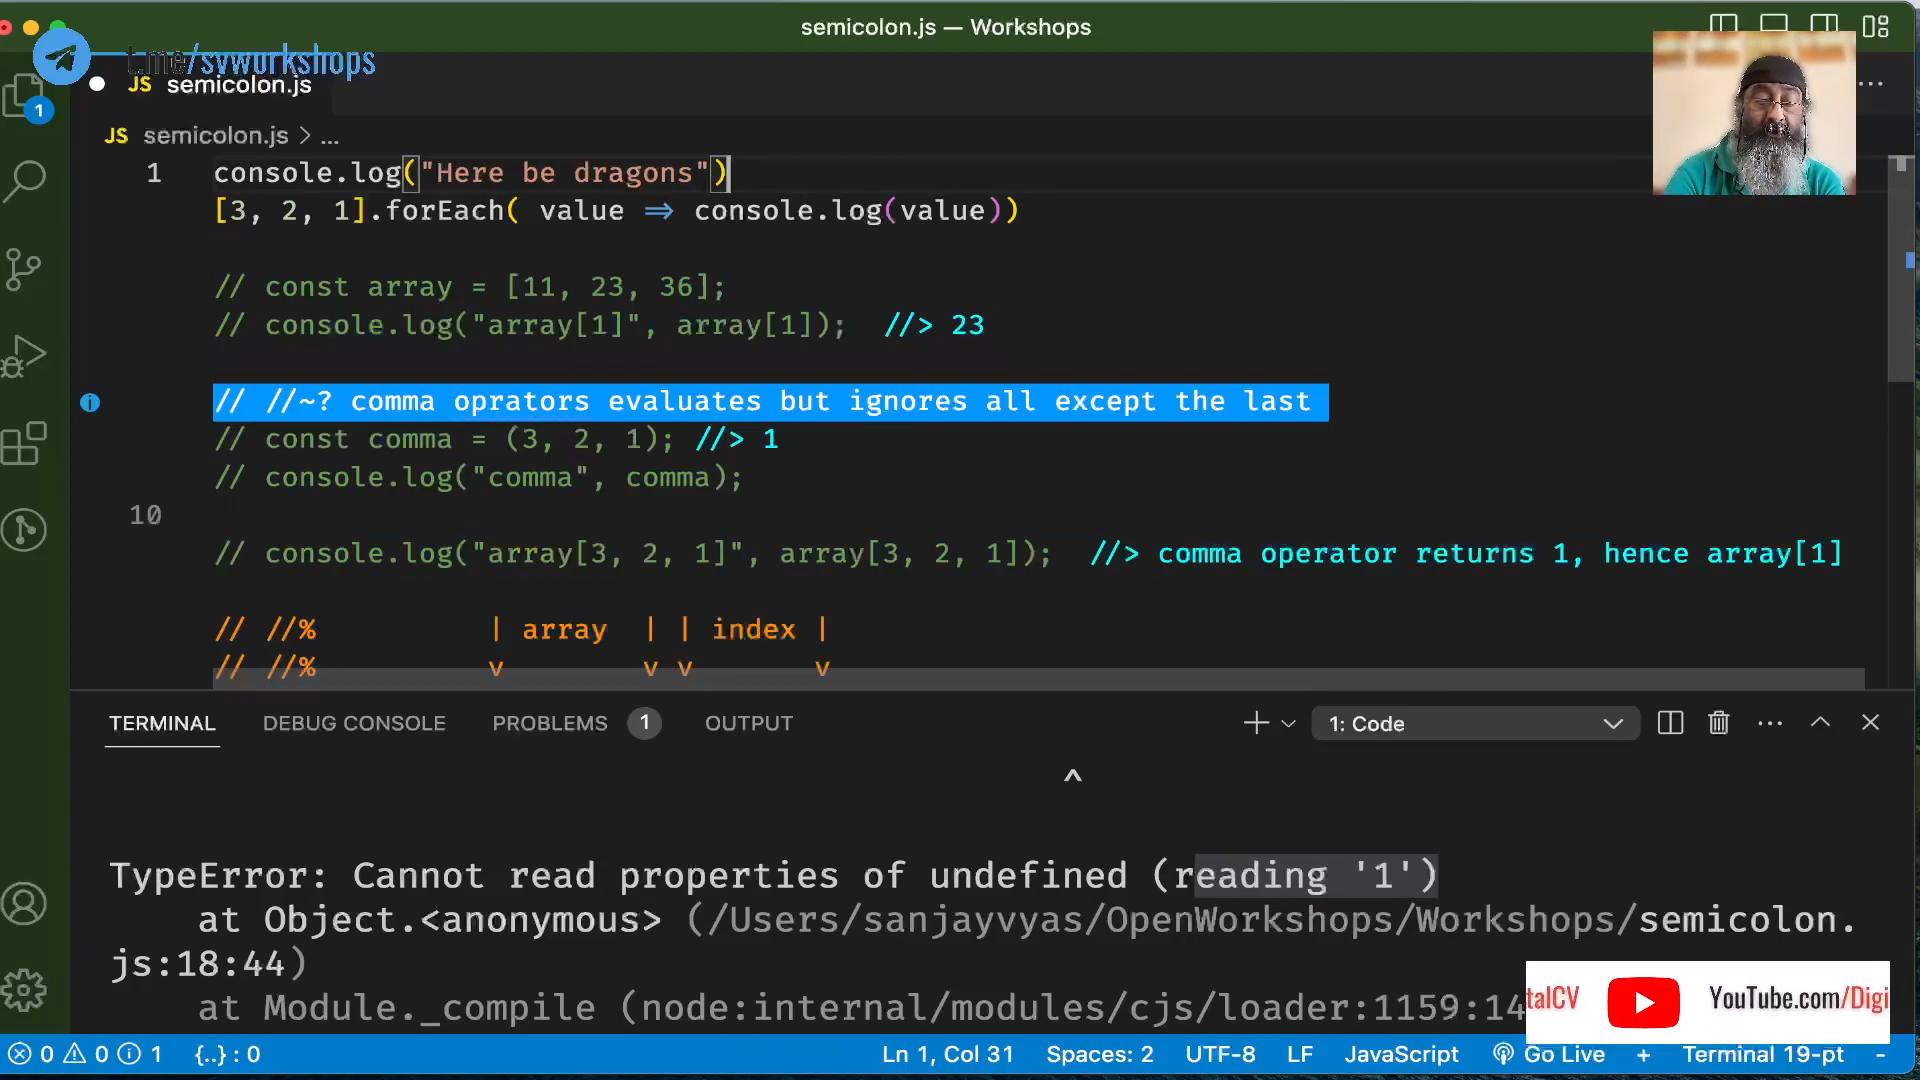 semicolon.js — Workshops
t.me/svworkshops
JS semicolon.js
1
JS semicolon.js > ...
1 console.log("Here be dragons")
[3, 2, 1].forEach( value => console.log(value))
// const array = [11, 23, 36];
// console.log("array[1]", array[1]); //> 23
// //~? comma oprators evaluates but ignores all except the last
// const comma = (3, 2, 1); //> 1
// console.log("comma", comma);
10
// console.log("array[3, 2, 1]", array[3, 2, 1]); //> comma operator returns 1, hence array[1]
// //% | array | | index |
// //% v v v v
TERMINAL DEBUG CONSOLE PROBLEMS 1 OUTPUT 1: Code
^
TypeError: Cannot read properties of undefined (reading '1')
at Object.<anonymous> (/Users/sanjayvyas/OpenWorkshops/Workshops/semicolon.
js:18:44)
at Module._compile (node:internal/modules/cjs/loader:1159:14
talCV YouTube.com/Digi
0 0 1 {..} : 0 Ln 1, Col 31 Spaces: 2 UTF-8 LF JavaScript Go Live + Terminal 19-pt -